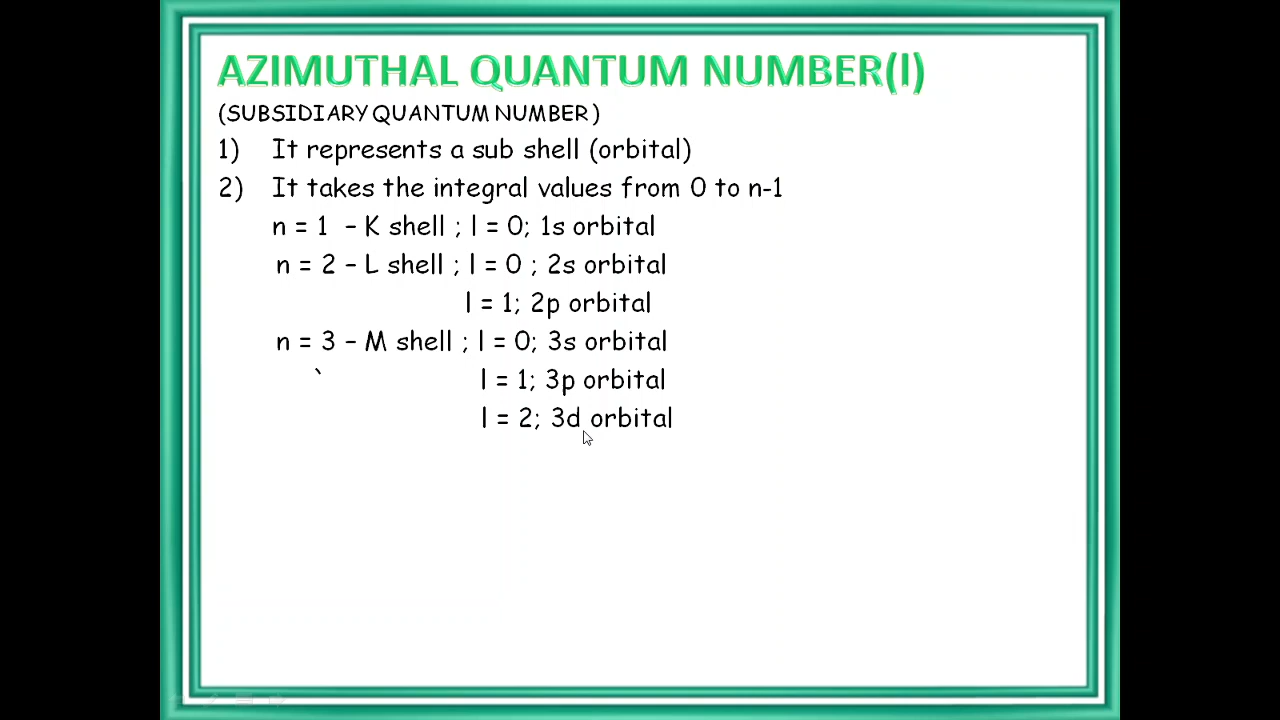 AZIMUTHAL QUANTUM NUMBER(l)
(SUBSIDIARY QUANTUM NUMBER )
1) It represents a sub shell (orbital)
2) It takes the integral values from 0 to n-1
n = 1 – K shell ; l = 0; 1s orbital
n = 2 – L shell ; l = 0 ; 2s orbital
l = 1; 2p orbital
n = 3 – M shell ; l = 0; 3s orbital
` l = 1; 3p orbital
l = 2; 3d orbital